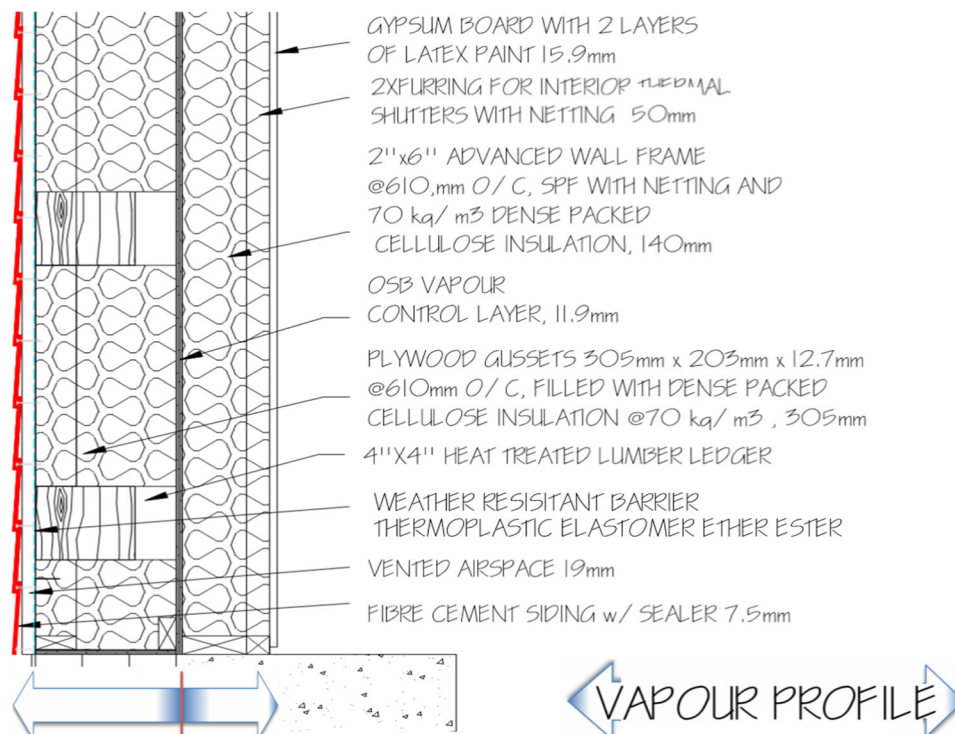 GYPSUM BOARD WITH 2 LAYERS
OF LATEX PAINT 15.9mm
2XFURRING FOR INTERIOR THERMAL
SHUTTERS WITH NETTING 50mm
2''x6'' ADVANCED WALL FRAME
@610,mm O/C, SPF WITH NETTING AND
70 kg/m3 DENSE PACKED
CELLULOSE INSULATION, 140mm
OSB VAPOUR
CONTROL LAYER, 11.9mm
PLYWOOD GUSSETS 305mm x 203mm x 12.7mm
@610mm O/C, FILLED WITH DENSE PACKED
CELLULOSE INSULATION @70 kg/m3 , 305mm
4''X4'' HEAT TREATED LUMBER LEDGER
WEATHER RESISITANT BARRIER
THERMOPLASTIC ELASTOMER ETHER ESTER
VENTED AIRSPACE 19mm
FIBRE CEMENT SIDING w/ SEALER 7.5mm
VAPOUR PROFILE